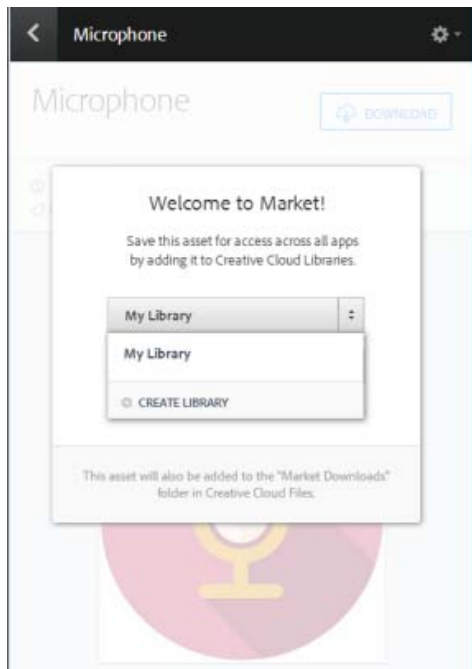 Microphone
Microphone
DOWNLOAD
Welcome to Market!
Save this asset for access across all apps
by adding it to Creative Cloud Libraries.
My Library
My Library
CREATE LIBRARY
This asset will also be added to the "Market Downloads"
folder in Creative Cloud Files.